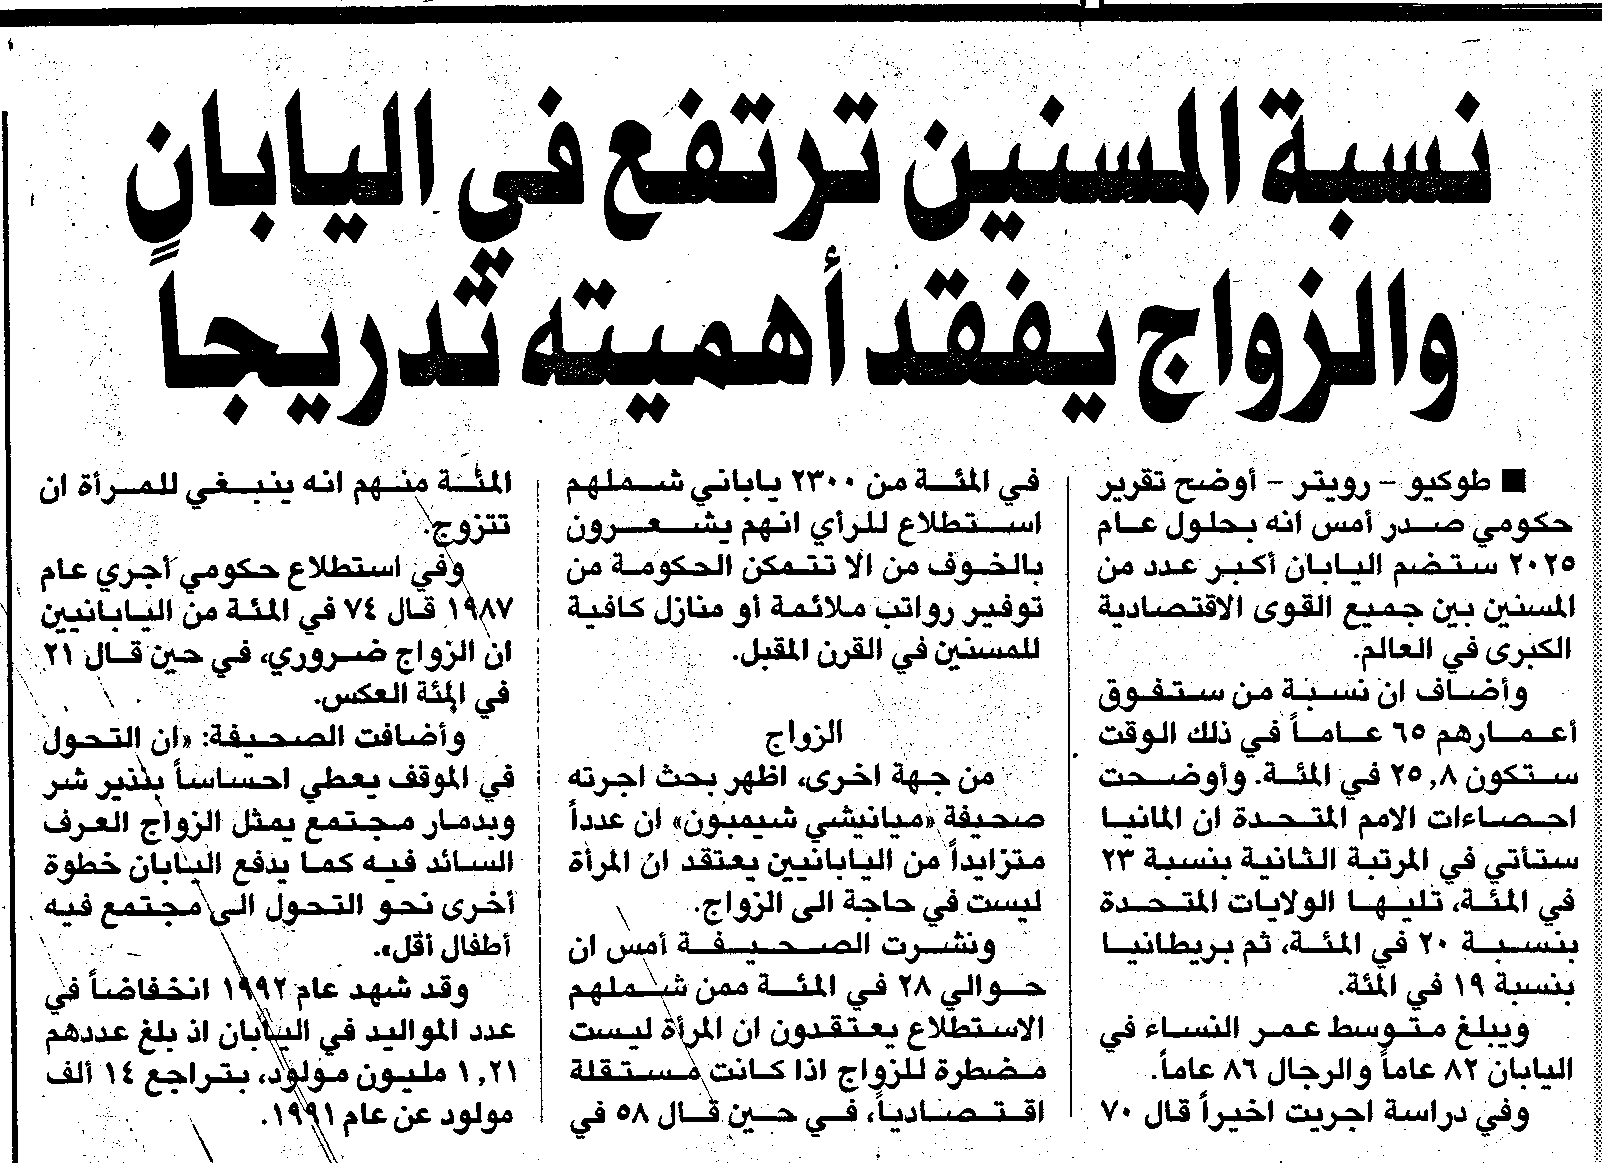 نسبة المسنين ترتفع في اليابان
والزواج يفقد أهميته تدريجاً
■ طوكيو - رويتر - أوضح تقرير
حكومي صدر أمس انه بحلول عام
٢٠٢٥ ستضم اليابان أكبر عدد من
المسنين بين جميع القوى الاقتصادية
الكبرى في العالم.
وأضاف ان نسبة من ستفوق
أعمارهم ٦٥ عاماً في ذلك الوقت
ستكون ٢٥,٨ في المئة. وأوضحت
احصاءات الامم المتحدة ان المانيا
ستأتي في المرتبة الثانية بنسبة ٢٣
في المئة، تليها الولايات المتحدة
بنسبة ٢٠ في المئة، ثم بريطانيا
بنسبة ١٩ في المئة.
ويبلغ متوسط عمر النساء في
اليابان ٨٢ عاماً والرجال ٨٦ عاماً.
وفي دراسة اجريت اخيراً قال ٧٠
في المئة من ٢٣٠٠ ياباني شملهم
استطلاع للرأي انهم يشعرون
بالخوف من الا تتمكن الحكومة من
توفير رواتب ملائمة أو منازل كافية
للمسنين في القرن المقبل.
الزواج
من جهة اخرى، اظهر بحث اجرته
صحيفة «ميانيشي شيمبون» ان عدداً
متزايداً من اليابانيين يعتقد ان المرأة
ليست في حاجة الى الزواج.
ونشرت الصحيفة أمس ان
حوالي ٢٨ في المئة ممن شملهم
الاستطلاع يعتقدون ان المرأة ليست
مضطرة للزواج اذا كانت مستقلة
اقتصادياً، في حين قال ٥٨ في
المئة منهم انه ينبغي للمرأة ان
تتزوج.
وفي استطلاع حكومي أجري عام
١٩٨٧ قال ٧٤ في المئة من اليابانيين
ان الزواج ضروري، في حين قال ٢١
في المئة العكس.
وأضافت الصحيفة: «ان التحول
في الموقف يعطي احساساً بنذير شر
وبدمار مجتمع يمثل الزواج العرف
السائد فيه كما يدفع اليابان خطوة
أخرى نحو التحول الى مجتمع فيه
أطفال أقل».
وقد شهد عام ١٩٩٢ انخفاضاً في
عدد المواليد في اليابان اذ بلغ عددهم
١,٢١ مليون مولود، بتراجع ١٤ ألف
مولود عن عام ١٩٩١.